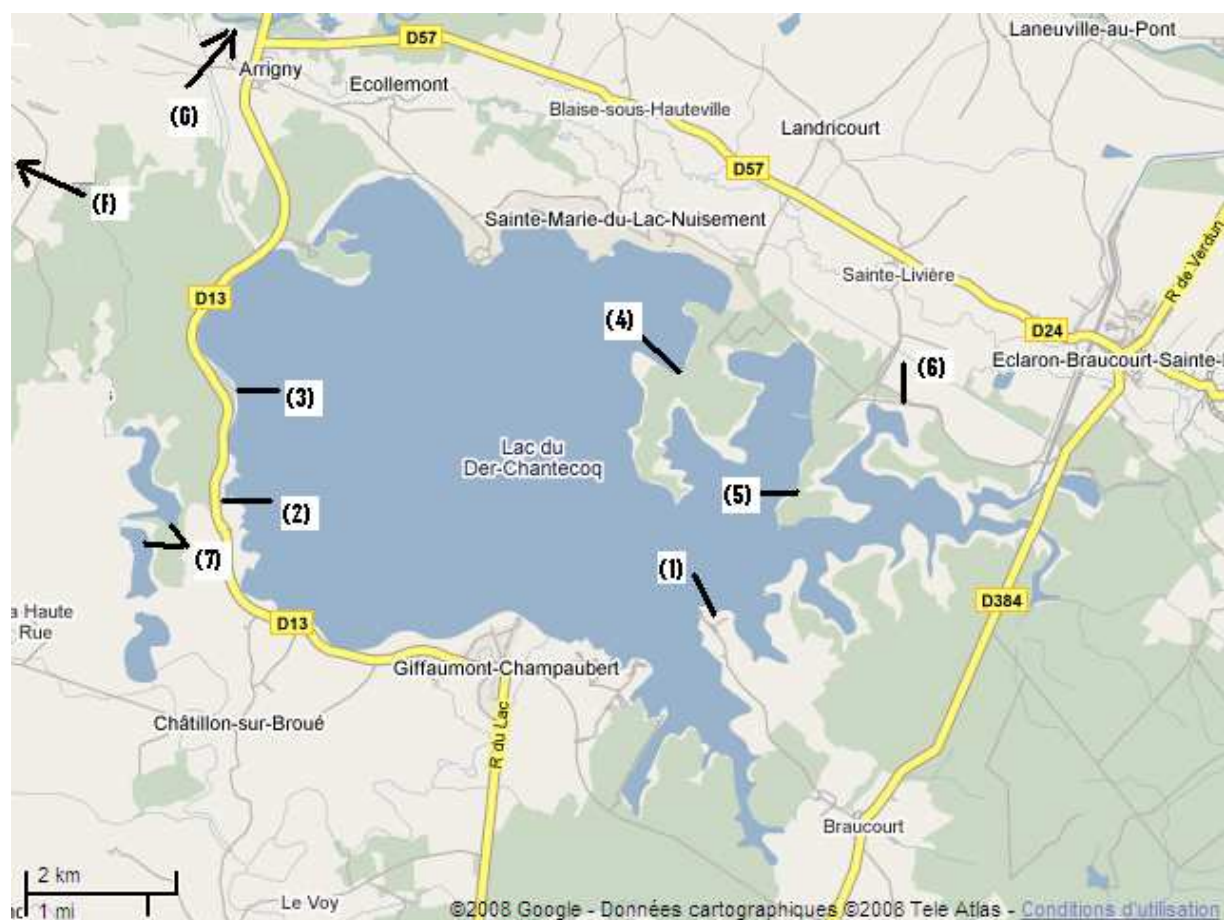 Laneuville-au-Pont
D57
Arrigny
Ecollemont
(G)
Blaise-sous-Hauteville
Landricourt
D57
(F)
Sainte-Marie-du-Lac-Nuisement
R de Verdun
Sainte-Livière
D13
(4)
D24
Eclaron-Braucourt-Sainte-L
(6)
(3)
Lac du
Der-Chantecoq
(5)
(2)
(7)
(1)
a Haute
Rue
D384
D13
Giffaumont-Champaubert
Châtillon-sur-Broué
R du Lac
Braucourt
2 km
Le Voy
1 mi
©2008 Google - Données cartographiques ©2008 Tele Atlas - Conditions d'utilisation